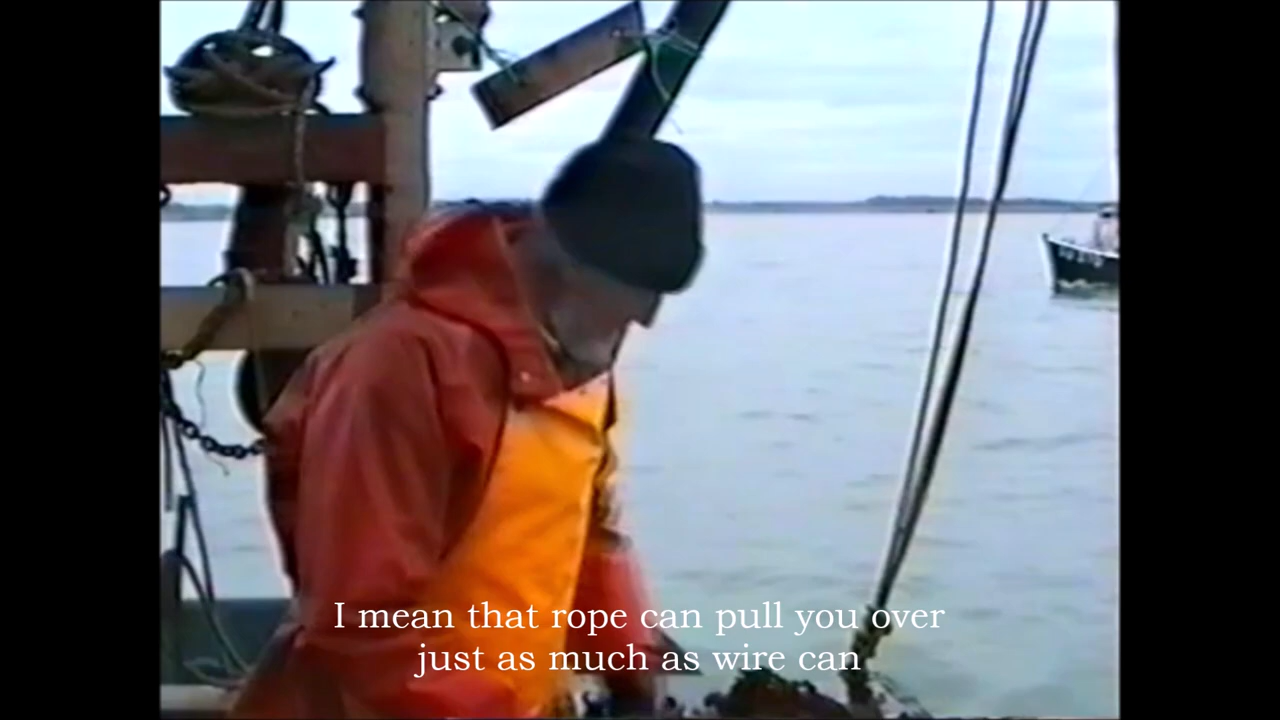 I mean that rope can pull you over
just as much as wire can